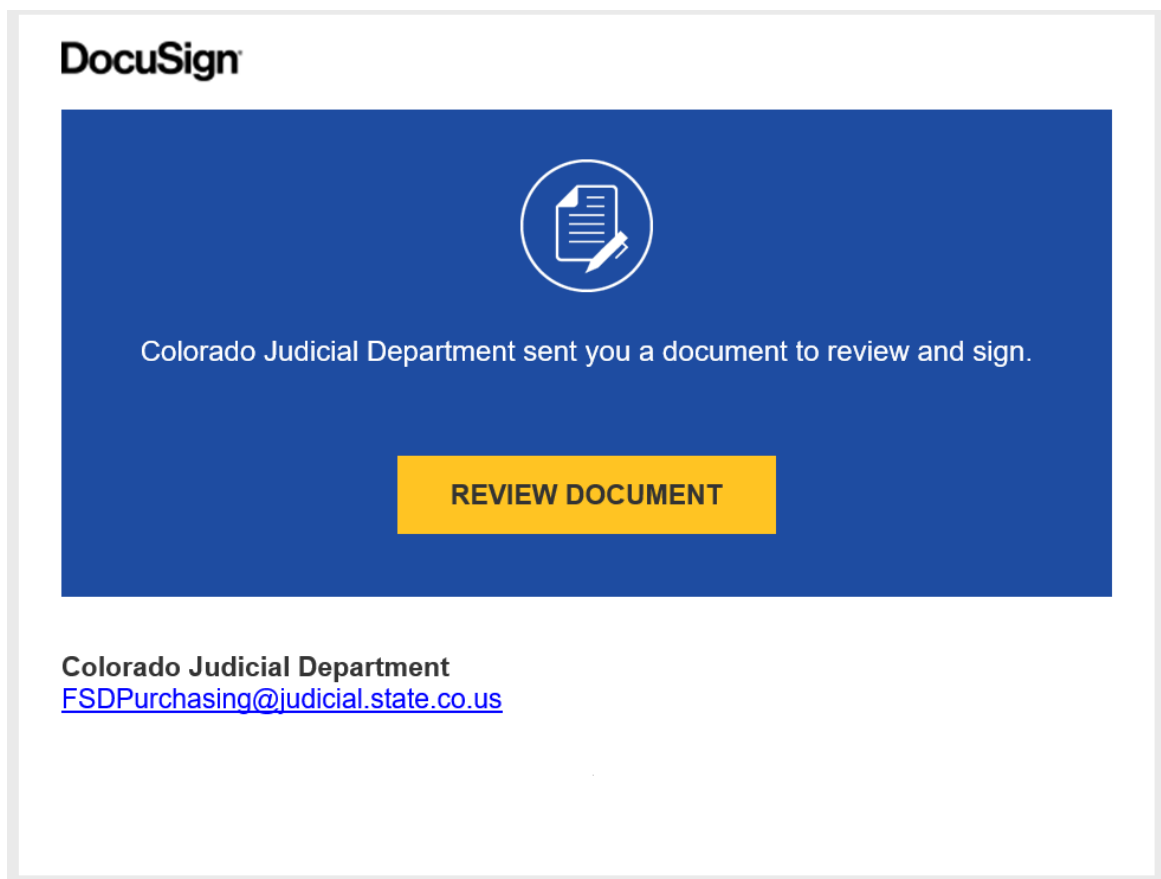 DocuSign
Colorado Judicial Department sent you a document to review and sign.
REVIEW DOCUMENT
Colorado Judicial Department
FSDPurchasing@judicial.state.co.us